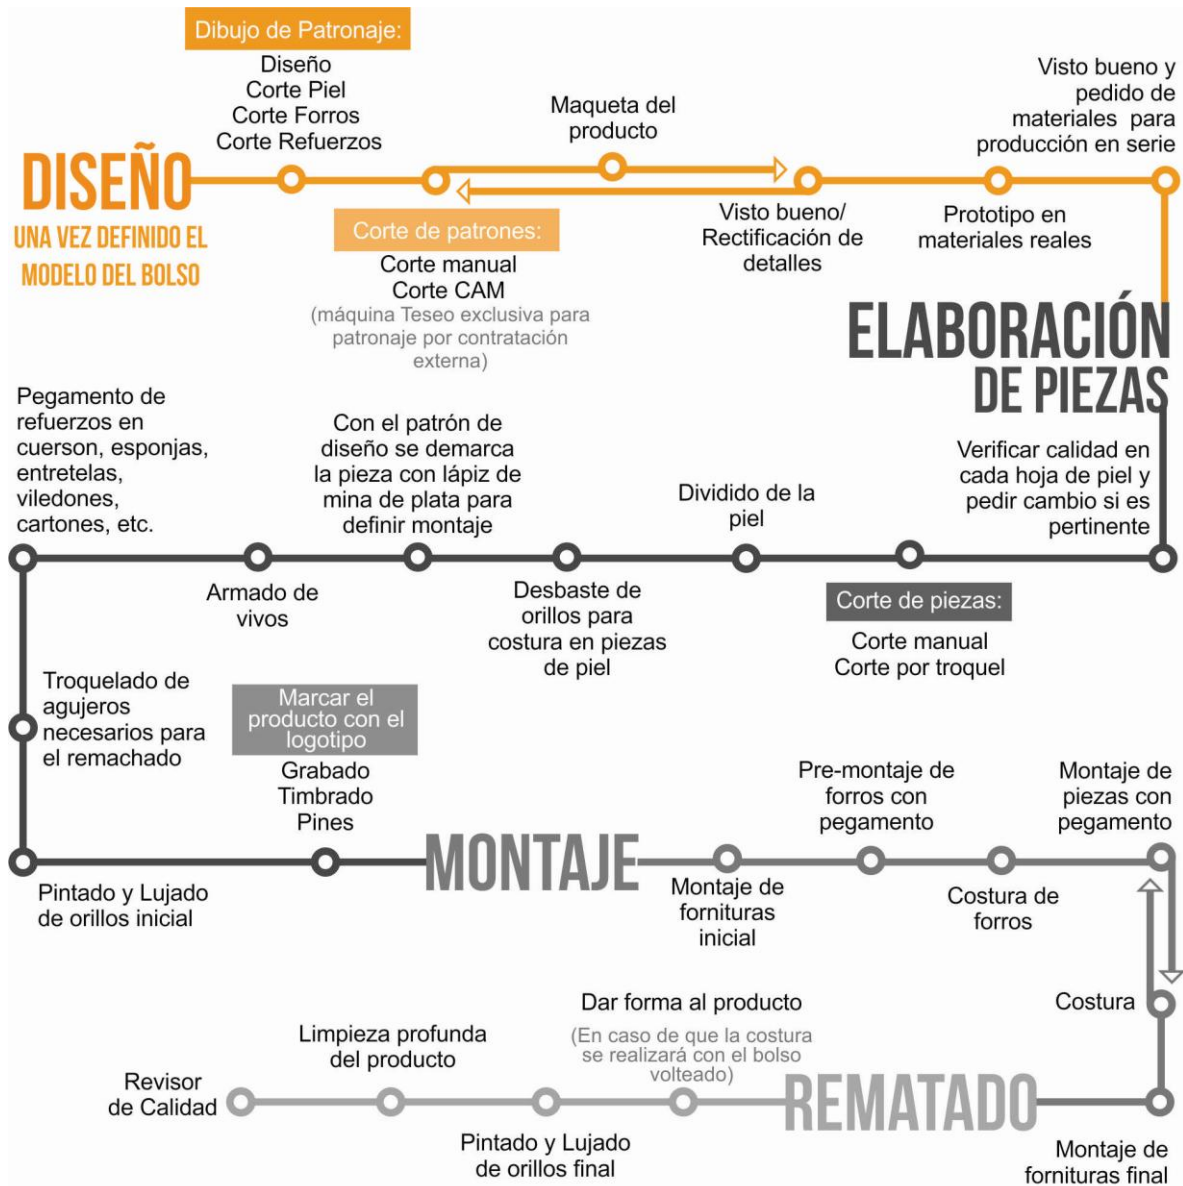 Dibujo de Patronaje:
Diseño
Corte Piel
Corte Forros
Corte Refuerzos
DISEÑO
UNA VEZ DEFINIDO EL
MODELO DEL BOLSO
Corte de patrones:
Corte manual
Corte CAM
(máquina Teseo exclusiva para
patronaje por contratación
externa)
Maqueta del
producto
Visto bueno/
Rectificación de
detalles
Prototipo en
materiales reales
Visto bueno y
pedido de
materiales para
producción en serie
ELABORACIÓN
DE PIEZAS
Verificar calidad en
cada hoja de piel y
pedir cambio si es
pertinente
Corte de piezas:
Corte manual
Corte por troquel
Dividido de la
piel
Desbaste de
orillos para
costura en piezas
de piel
Con el patrón de
diseño se demarca
la pieza con lápiz de
mina de plata para
definir montaje
Armado de
vivos
Pegamento de
refuerzos en
cuerson, esponjas,
entretelas,
viledones,
cartones, etc.
Troquelado de
agujeros
necesarios para
el remachado
Pintado y Lujado
de orillos inicial
Marcar el
producto con el
logotipo
Grabado
Timbrado
Pines
MONTAJE
Montaje de
fornituras
inicial
Pre-montaje de
forros con
pegamento
Costura de
forros
Montaje de
piezas con
pegamento
Costura
Montaje de
fornituras final
REMATADO
Dar forma al producto
(En caso de que la costura
se realizará con el bolso
volteado)
Pintado y Lujado
de orillos final
Limpieza profunda
del producto
Revisor
de Calidad